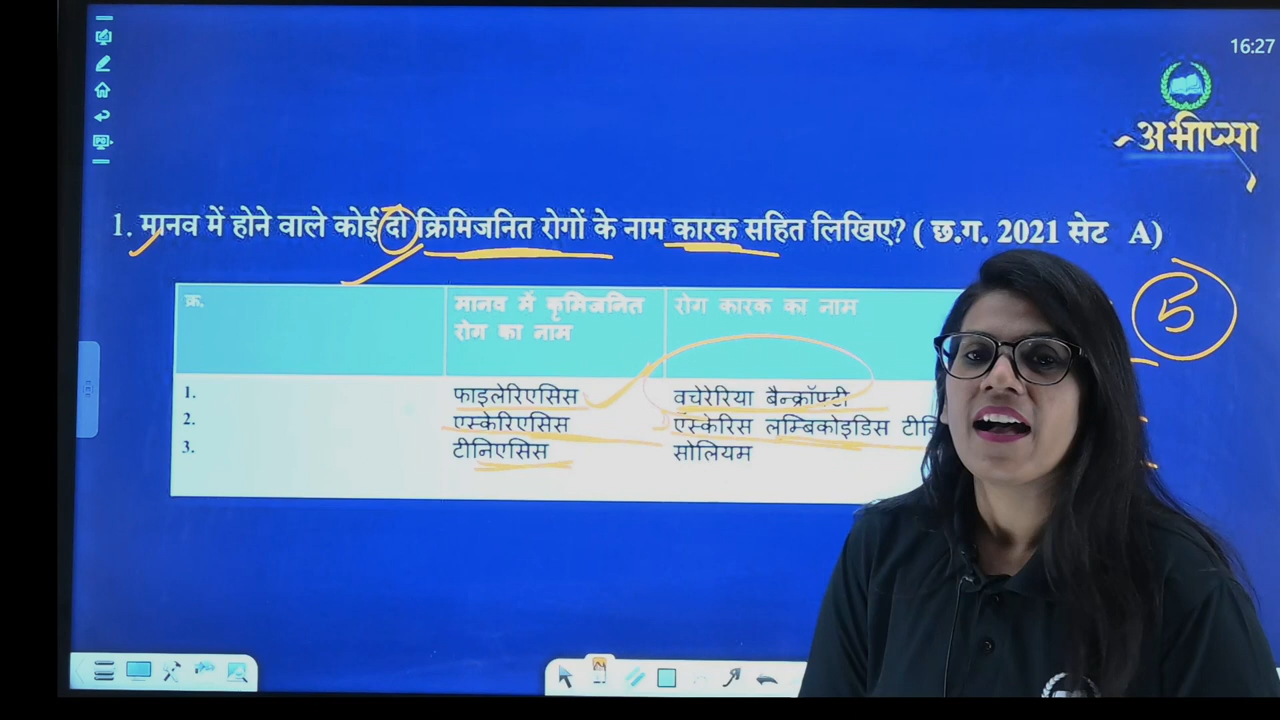 16:27
अभीप्सा
1. मानव में होने वाले कोई दो क्रिमिजनित रोगों के नाम कारक सहित लिखिए? ( छ.ग. 2021 सेट A)
5
क्र. मानव में कृमिजनित रोग का नाम रोग कारक का नाम
1. फाइलेरिएसिस वचेरेरिया बैन्क्रॉफ्टी
2. एस्केरिएसिस एस्केरिस लम्बिकोइडिस
3. टीनिएसिस सोलियम